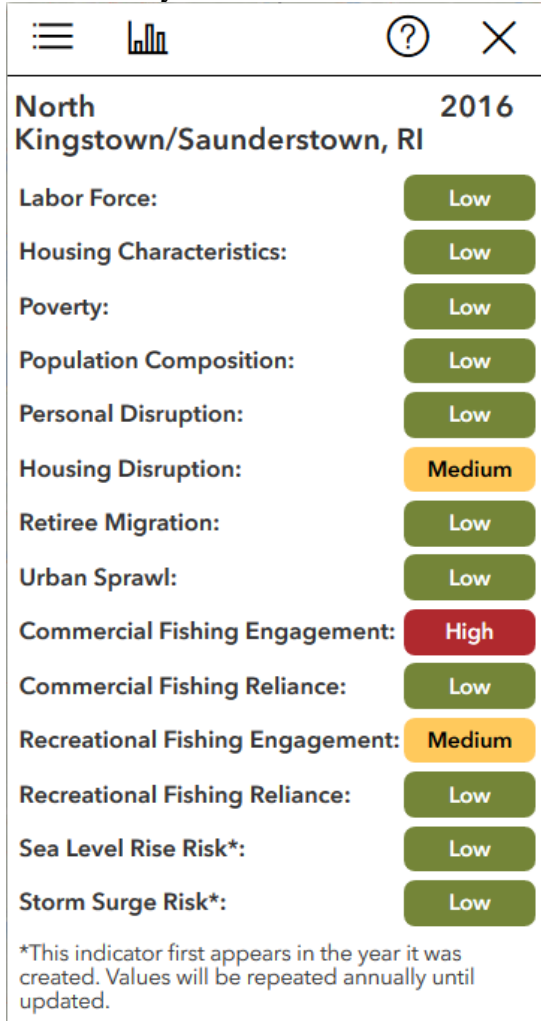 North 2016
Kingstown/Saunderstown, RI
Labor Force: Low
Housing Characteristics: Low
Poverty: Low
Population Composition: Low
Personal Disruption: Low
Housing Disruption: Medium
Retiree Migration: Low
Urban Sprawl: Low
Commercial Fishing Engagement: High
Commercial Fishing Reliance: Low
Recreational Fishing Engagement: Medium
Recreational Fishing Reliance: Low
Sea Level Rise Risk*: Low
Storm Surge Risk*: Low
*This indicator first appears in the year it was
created. Values will be repeated annually until
updated.